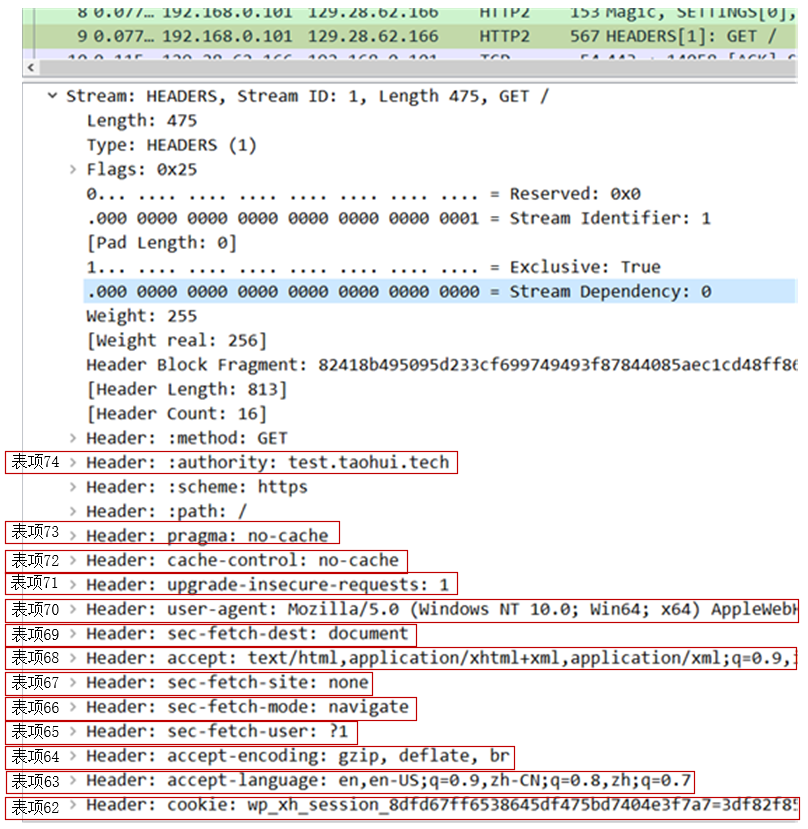 8 0.077… 192.168.0.101 129.28.62.166 HTTP2 153 Magic, SETTINGS[0],
9 0.077… 192.168.0.101 129.28.62.166 HTTP2 567 HEADERS[1]: GET /
Stream: HEADERS, Stream ID: 1, Length 475, GET /
Length: 475
Type: HEADERS (1)
Flags: 0x25
0... .... .... .... .... .... .... .... = Reserved: 0x0
.000 0000 0000 0000 0000 0000 0000 0001 = Stream Identifier: 1
[Pad Length: 0]
1... .... .... .... .... .... .... .... = Exclusive: True
.000 0000 0000 0000 0000 0000 0000 0000 = Stream Dependency: 0
Weight: 255
[Weight real: 256]
Header Block Fragment: 82418b495095d233cf699749493f87844085aec1cd48ff86
[Header Length: 813]
[Header Count: 16]
Header: :method: GET
表项74 Header: :authority: test.taohui.tech
Header: :scheme: https
Header: :path: /
表项73 Header: pragma: no-cache
表项72 Header: cache-control: no-cache
表项71 Header: upgrade-insecure-requests: 1
表项70 Header: user-agent: Mozilla/5.0 (Windows NT 10.0; Win64; x64) AppleWebK
表项69 Header: sec-fetch-dest: document
表项68 Header: accept: text/html,application/xhtml+xml,application/xml;q=0.9,i
表项67 Header: sec-fetch-site: none
表项66 Header: sec-fetch-mode: navigate
表项65 Header: sec-fetch-user: ?1
表项64 Header: accept-encoding: gzip, deflate, br
表项63 Header: accept-language: en,en-US;q=0.9,zh-CN;q=0.8,zh;q=0.7
表项62 Header: cookie: wp_xh_session_8dfd67ff6538645df475bd7404e3f7a7=3df82f85